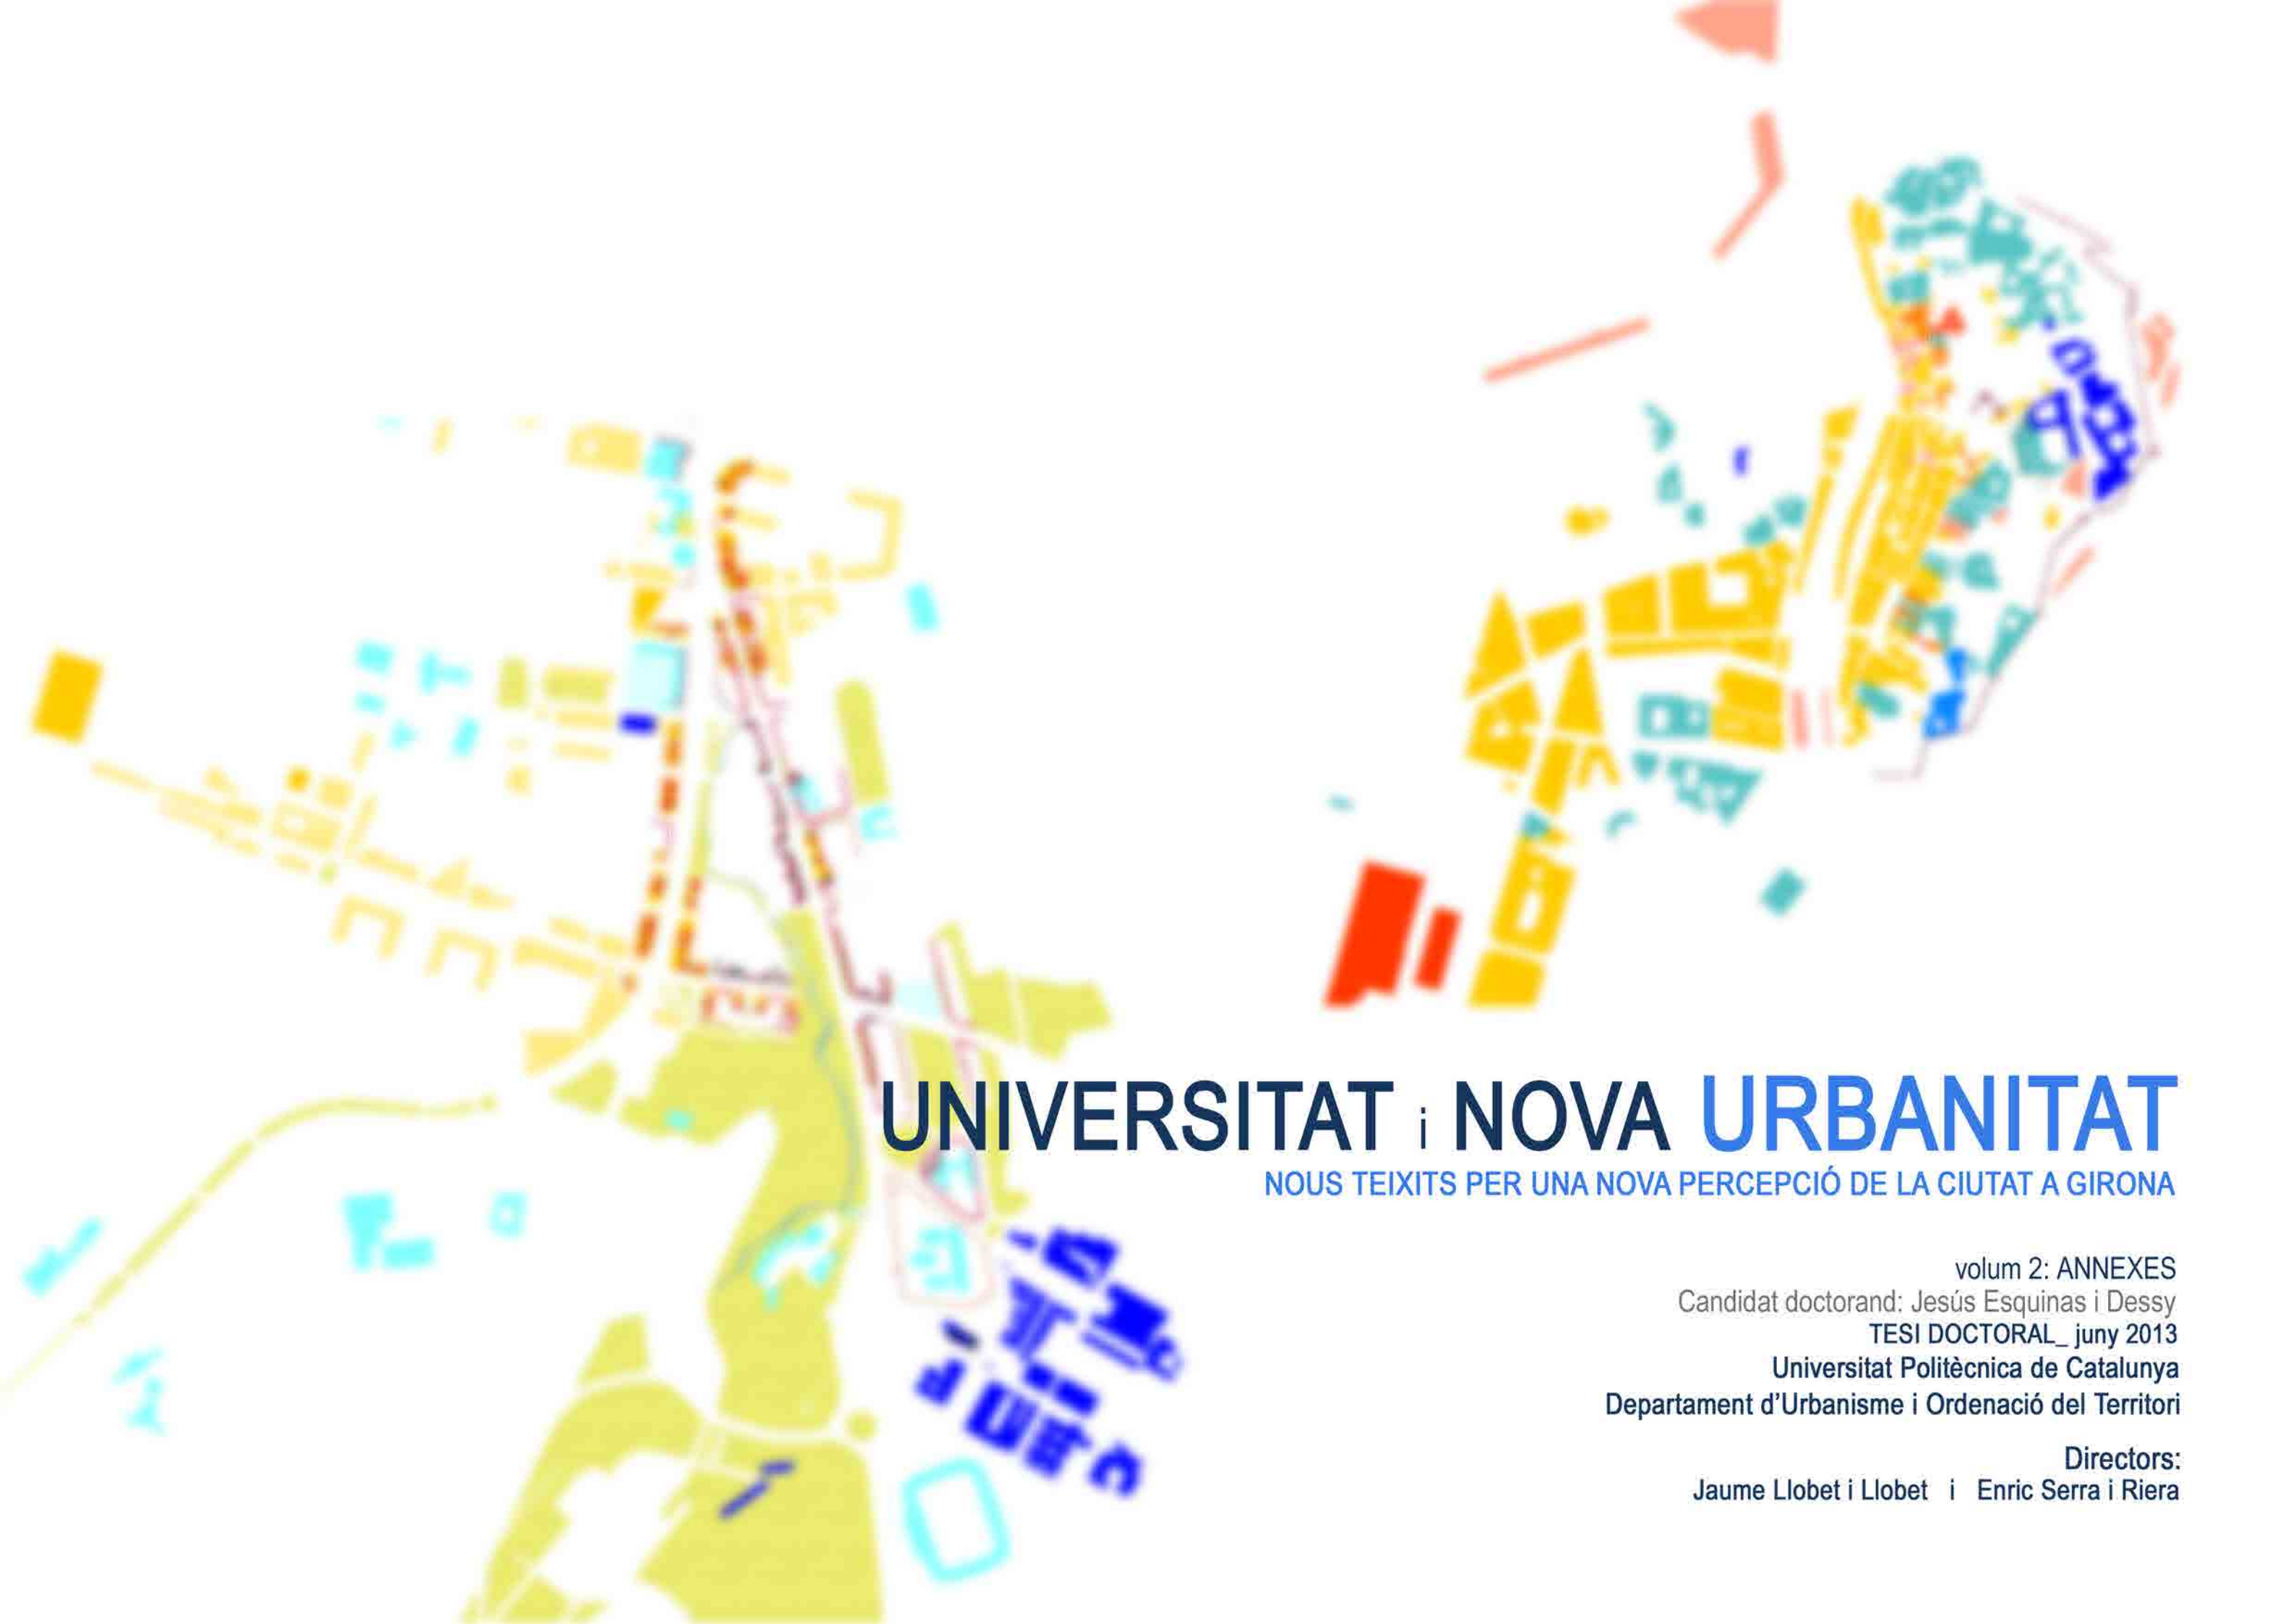 UNIVERSITAT i NOVA URBANITAT
NOUS TEIXITS PER UNA NOVA PERCEPCIÓ DE LA CIUTAT A GIRONA
volum 2: ANNEXES
Candidat doctorand: Jesús Esquinas i Dessy
TESI DOCTORAL_ juny 2013
Universitat Politècnica de Catalunya
Departament d'Urbanisme i Ordenació del Territori
Directors:
Jaume Llobet i Llobet i Enric Serra i Riera